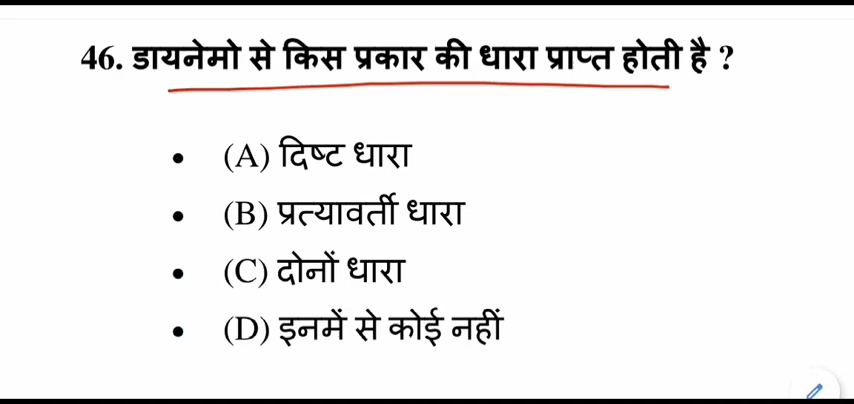 46. डायनेमो से किस प्रकार की धारा प्राप्त होती है ?
• (A) दिष्ट धारा
• (B) प्रत्यावर्ती धारा
• (C) दोनों धारा
• (D) इनमें से कोई नहीं